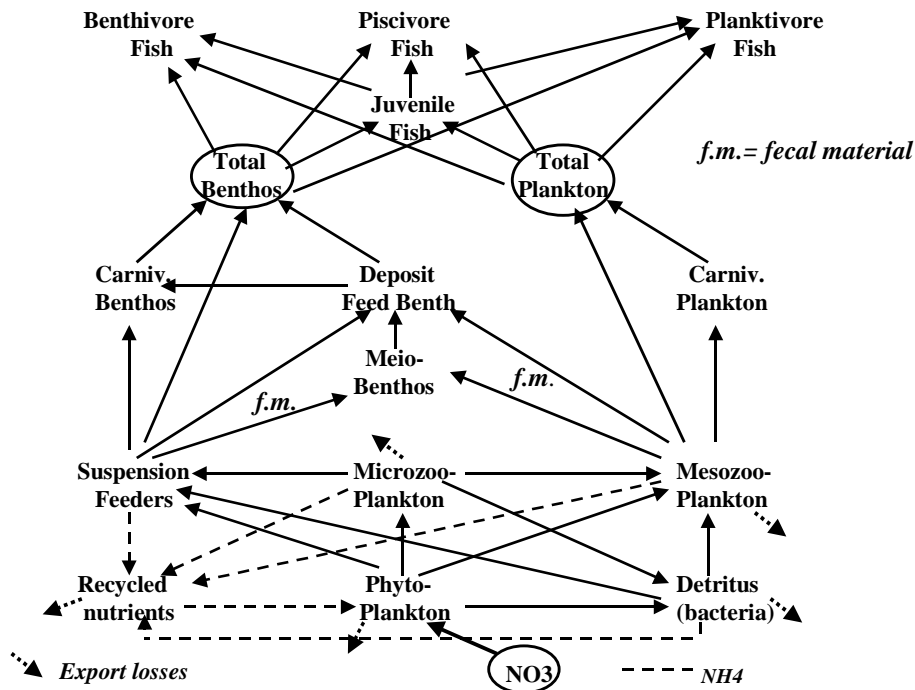 Benthivore Fish
Piscivore Fish
Planktivore Fish
Juvenile Fish
Total Benthos
Total Plankton
f.m.= fecal material
Carniv. Benthos
Deposit Feed Benth
Carniv. Plankton
Meio- Benthos
f.m.
f.m.
Suspension Feeders
Microzoo- Plankton
Mesozoo- Plankton
Recycled nutrients
Phyto- Plankton
Detritus (bacteria)
Export losses
NO3
NH4